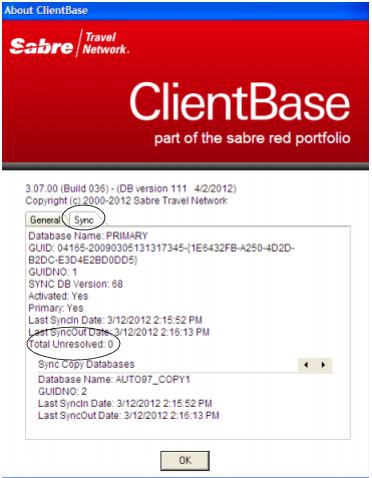 About ClientBase
Sabre Travel Network.
ClientBase
part of the sabre red portfolio
3.07.00 (Build 036) - (DB version 111 4/2/2012)
Copyright (c) 2000-2012 Sabre Travel Network
General Sync
Database Name: PRIMARY
GUID: 04165-20090305131317345-{1E6432FB-A250-4D2D-
B2DC-E3D4E2BD0DD5}
GUIDNO: 1
SYNC DB Version: 68
Activated: Yes
Primary: Yes
Last SyncIn Date: 3/12/2012 2:15:52 PM
Last SyncOut Date: 3/12/2012 2:16:13 PM
Total Unresolved: 0
Sync Copy Databases
Database Name: AUTO97_COPY1
GUIDNO: 2
Last SyncIn Date: 3/12/2012 2:15:52 PM
Last SyncOut Date: 3/12/2012 2:16:13 PM
OK